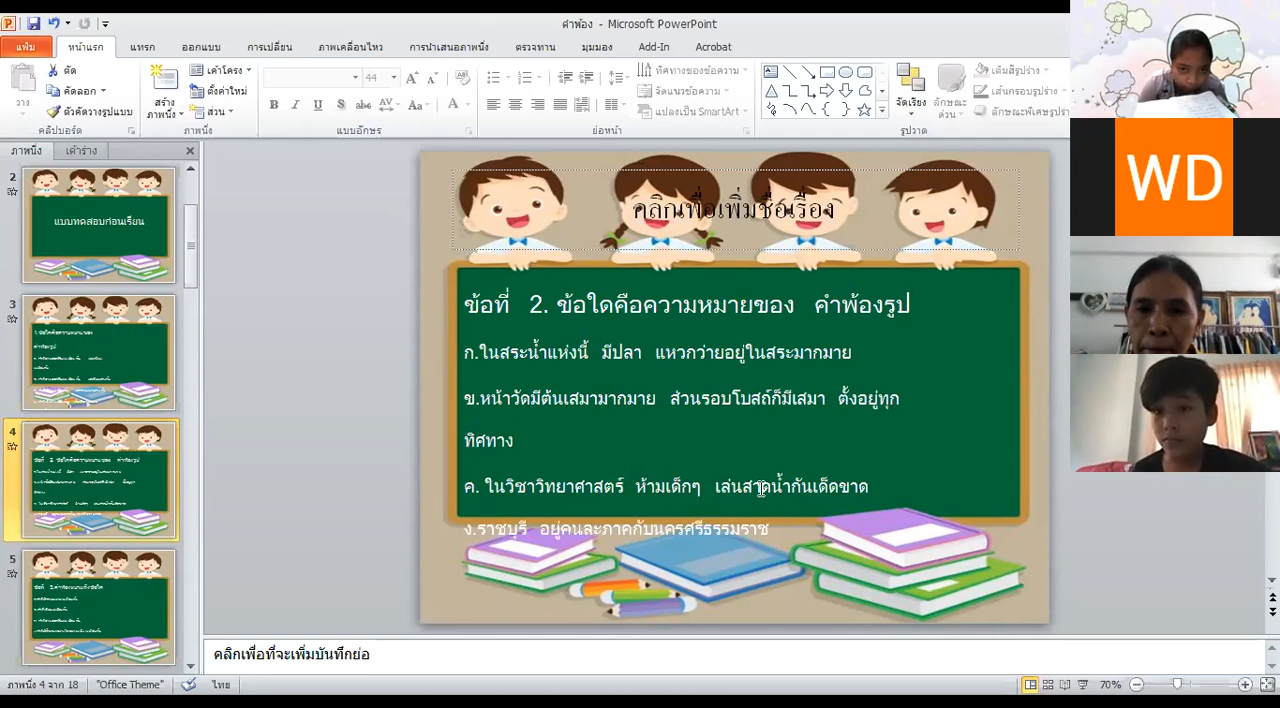 คำพ้อง - Microsoft PowerPoint
แฟ้ม หน้าแรก แทรก ออกแบบ การเปลี่ยน ภาพเคลื่อนไหว การนำเสนอภาพนิ่ง ตรวจทาน มุมมอง Add-In Acrobat
ตัด
คัดลอก
ตัวคัดวางรูปแบบ
วาง
คลิปบอร์ด
สร้าง
ภาพนิ่ง
เค้าโครง
ตั้งค่าใหม่
ส่วน
ภาพนิ่ง
44
แบบอักษร
ทิศทางของข้อความ
จัดแนวข้อความ
แปลงเป็น SmartArt
ย่อหน้า
จัดเรียง
ลักษณะ
ด่วน
เติมสีรูปร่าง
เส้นกรอบรูปร่าง
ลักษณะพิเศษรูปร่าง
รูปวาด
ภาพนิ่ง เค้าร่าง
2
แบบทดสอบก่อนเรียน
3
4
5
คลิกเพื่อเพิ่มชื่อเรื่อง
ข้อที่ 2. ข้อใดคือความหมายของ คำพ้องรูป
ก.ในสระน้ำแห่งนี้ มีปลา แหวกว่ายอยู่ในสระมากมาย
ข.หน้าวัดมีต้นเสมามากมาย ส่วนรอบโบสถ์ก็มีเสมา ตั้งอยู่ทุก
ทิศทาง
ค. ในวิชาวิทยาศาสตร์ ห้ามเด็กๆ เล่นสาดน้ำกันเด็ดขาด
ง.ราชบุรี อยู่คนละภาคกับนครศรีธรรมราช
WD
คลิกเพื่อที่จะเพิ่มบันทึกย่อ
ภาพนิ่ง 4 จาก 18 "Office Theme" ไทย 70%